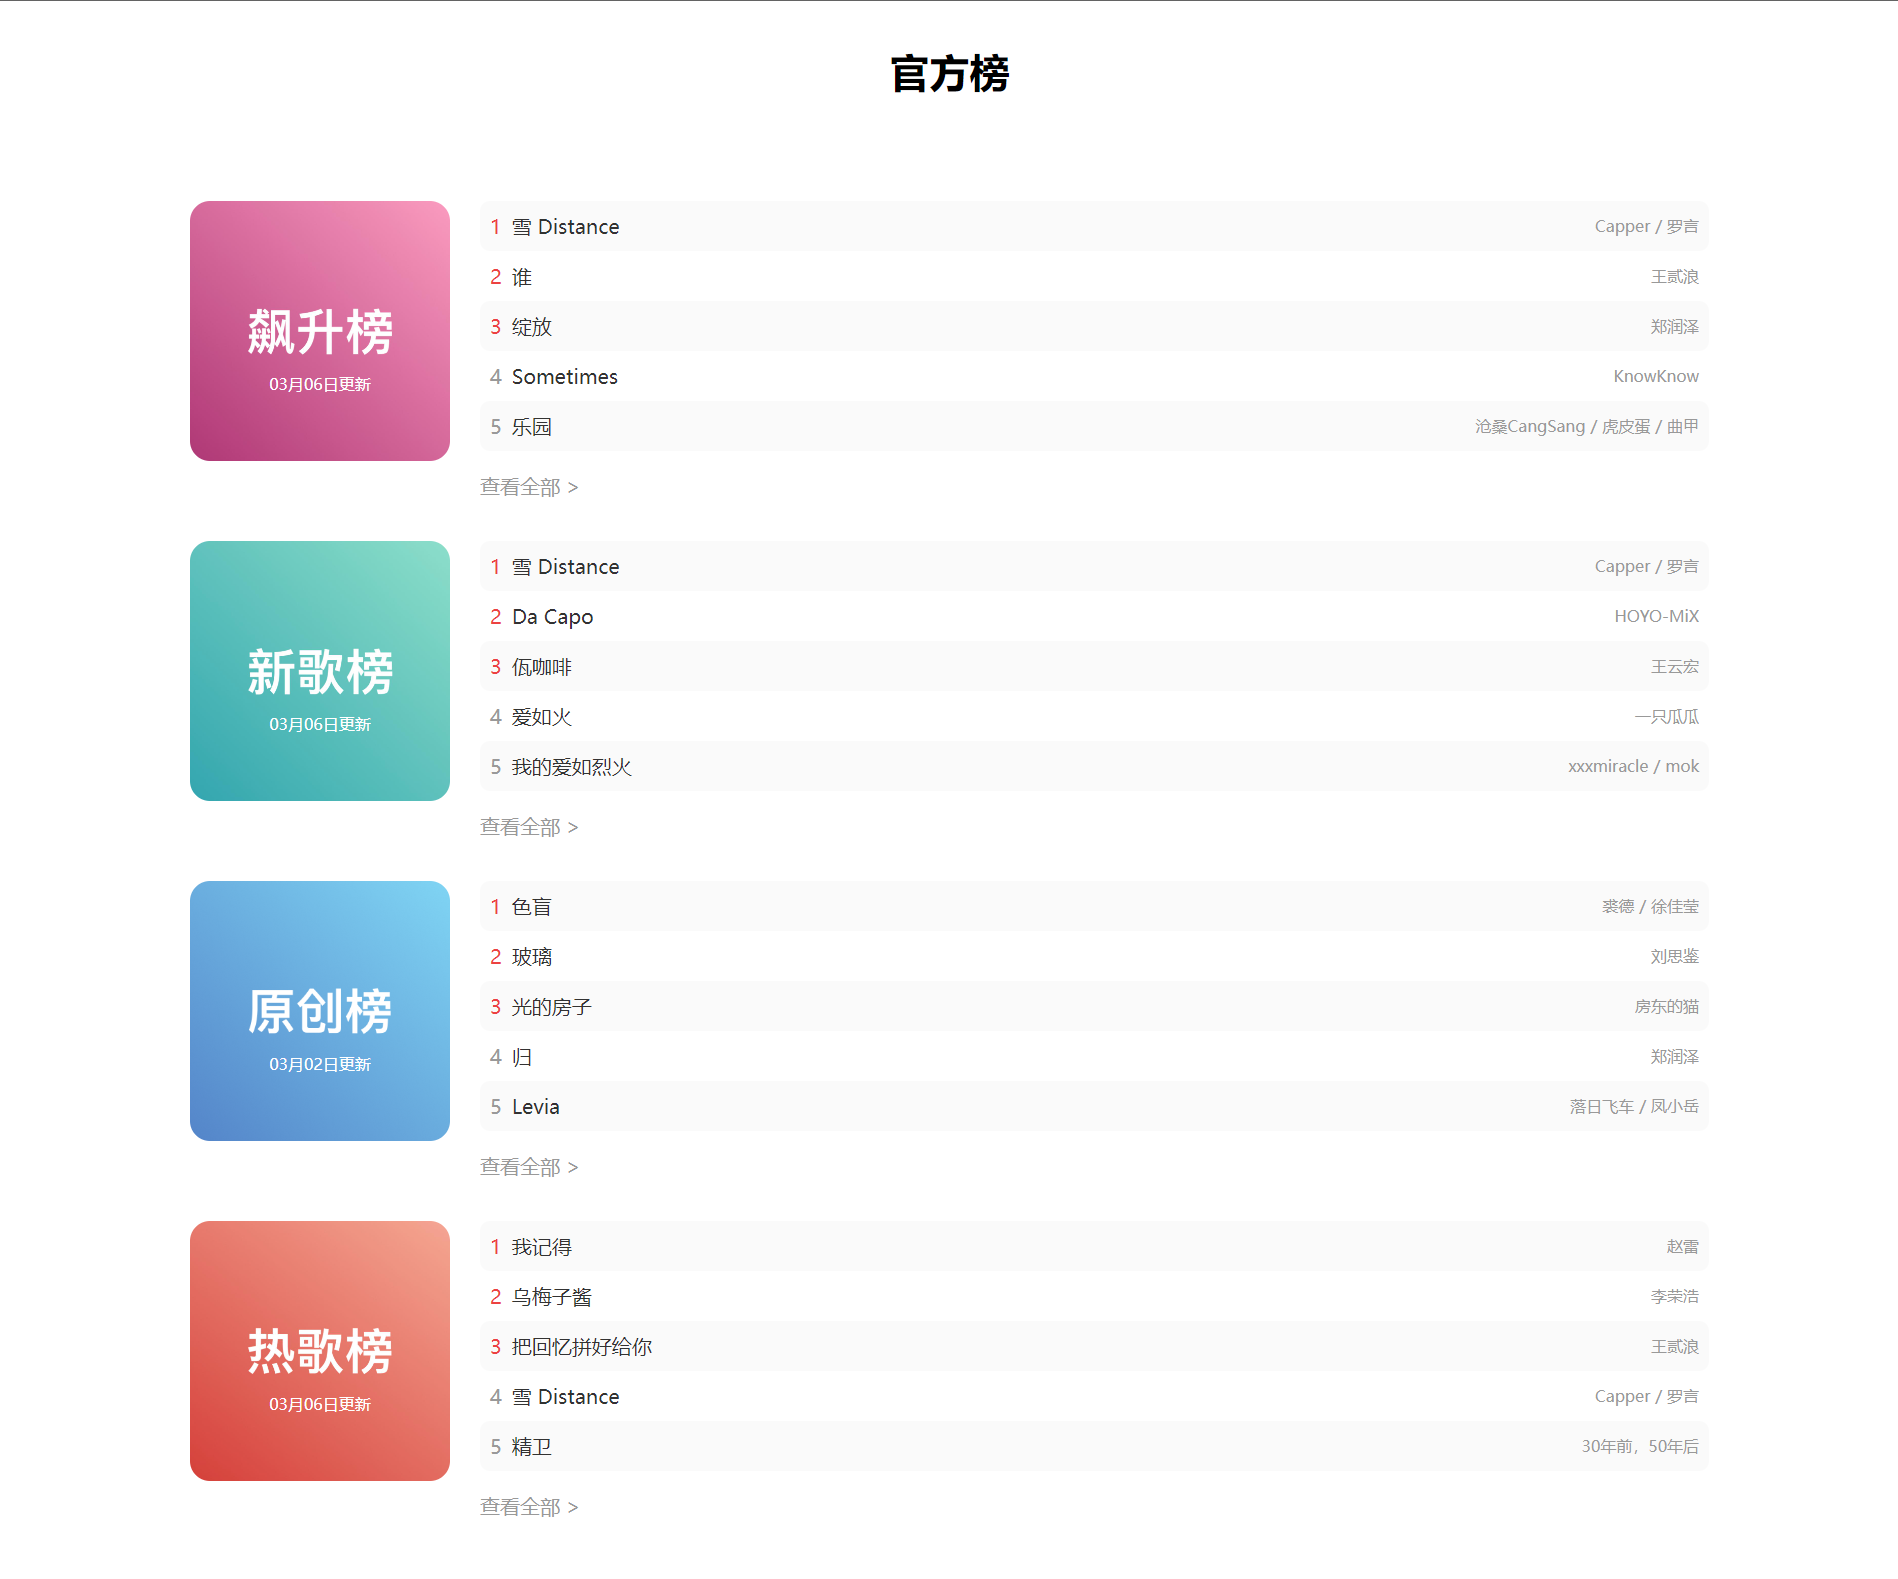 官方榜
飙升榜
03月06日更新
1 雪 Distance Capper / 罗言
2 谁 王贰浪
3 绽放 郑润泽
4 Sometimes KnowKnow
5 乐园 沧桑CangSang / 虎皮蛋 / 曲甲
查看全部 >
新歌榜
03月06日更新
1 雪 Distance Capper / 罗言
2 Da Capo HOYO-MiX
3 佤咖啡 王云宏
4 爱如火 一只瓜瓜
5 我的爱如烈火 xxxmiracle / mok
查看全部 >
原创榜
03月02日更新
1 色盲 裘德 / 徐佳莹
2 玻璃 刘思鉴
3 光的房子 房东的猫
4 归 郑润泽
5 Levia 落日飞车 / 凤小岳
查看全部 >
热歌榜
03月06日更新
1 我记得 赵雷
2 乌梅子酱 李荣浩
3 把回忆拼好给你 王贰浪
4 雪 Distance Capper / 罗言
5 精卫 30年前，50年后
查看全部 >